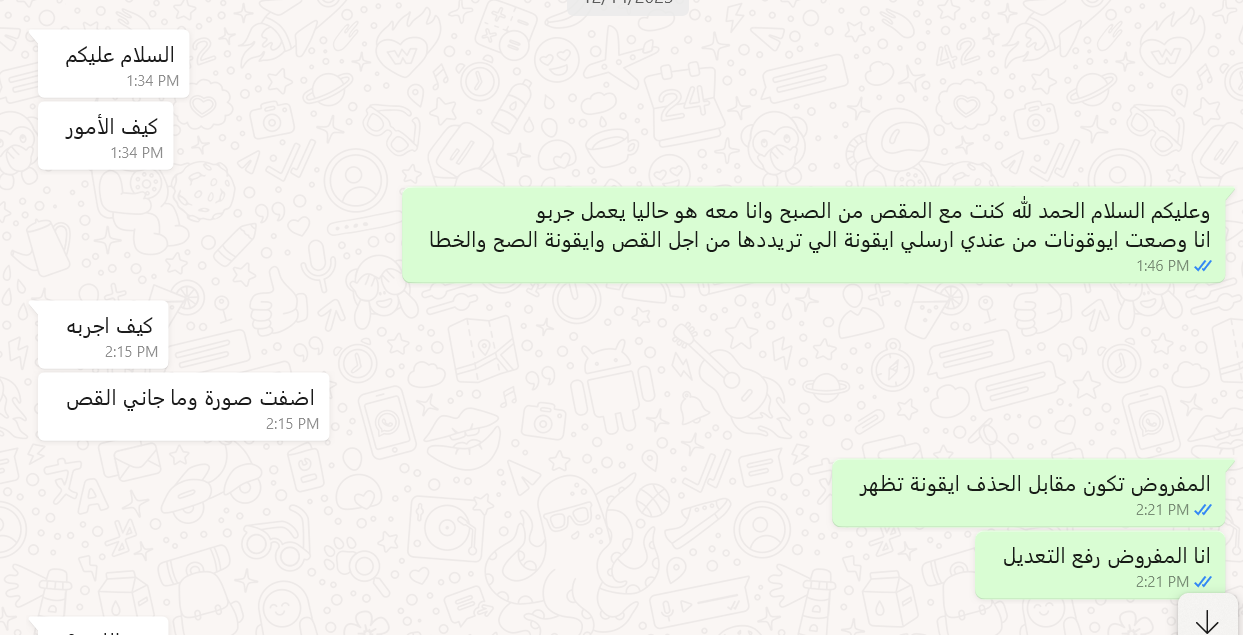 السلام عليكم
1:34 PM
كيف الأمور
1:34 PM
وعليكم السلام الحمد لله كنت مع المقص من الصبح وانا معه هو حاليا يعمل جربو
انا وصعت ايوقونات من عندي ارسلي ايقونة الي تريددها من اجل القص وايقونة الصح والخطا
1:46 PM
كيف اجربه
2:15 PM
اضفت صورة وما جاني القص
2:15 PM
المفروض تكون مقابل الحذف ايقونة تظهر
2:21 PM
انا المفروض رفع التعديل
2:21 PM